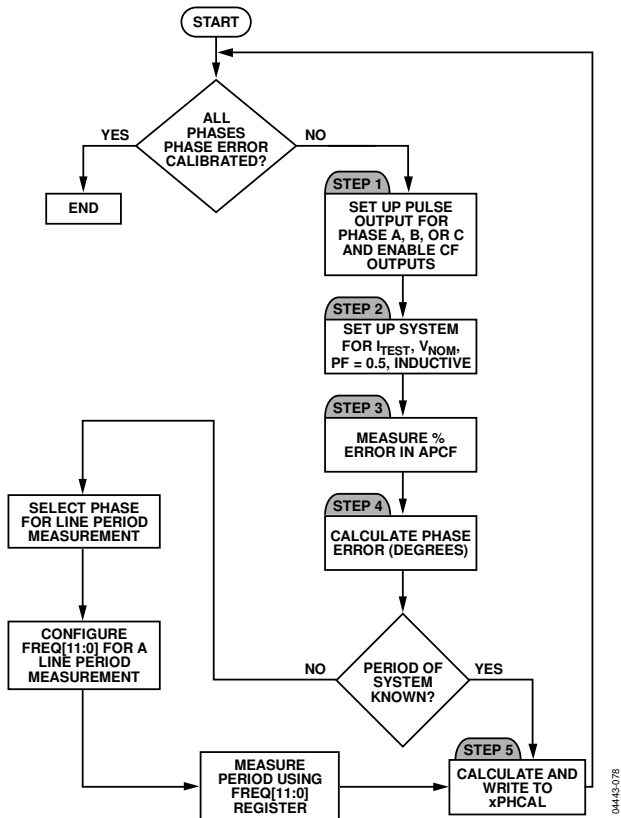 START
ALL
PHASES
PHASE ERROR
CALIBRATED?
YES
NO
END
STEP 1
SET UP PULSE
OUTPUT FOR
PHASE A, B, OR C
AND ENABLE CF
OUTPUTS
STEP 2
SET UP SYSTEM
FOR ITEST, VNOM,
PF = 0.5, INDUCTIVE
STEP 3
MEASURE %
ERROR IN APCF
STEP 4
CALCULATE PHASE
ERROR (DEGREES)
PERIOD OF
SYSTEM
KNOWN?
NO
YES
SELECT PHASE
FOR LINE PERIOD
MEASUREMENT
CONFIGURE
FREQ[11:0] FOR A
LINE PERIOD
MEASUREMENT
MEASURE
PERIOD USING
FREQ[11:0]
REGISTER
STEP 5
CALCULATE AND
WRITE TO
xPHCAL
04443-078